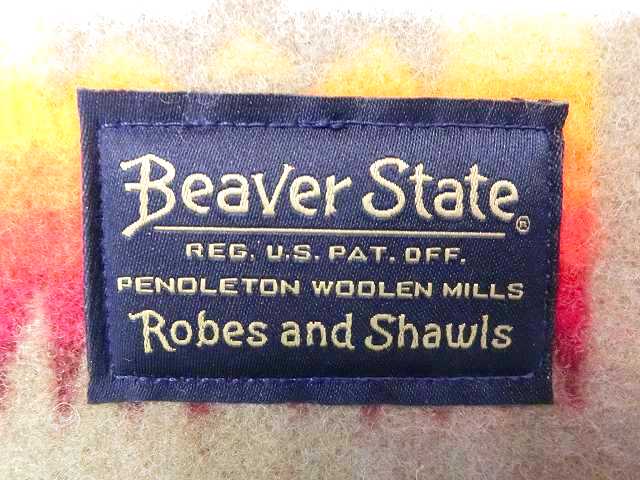 Beaver State®
REG. U.S. PAT. OFF.
PENDLETON WOOLEN MILLS
Robes and Shawls